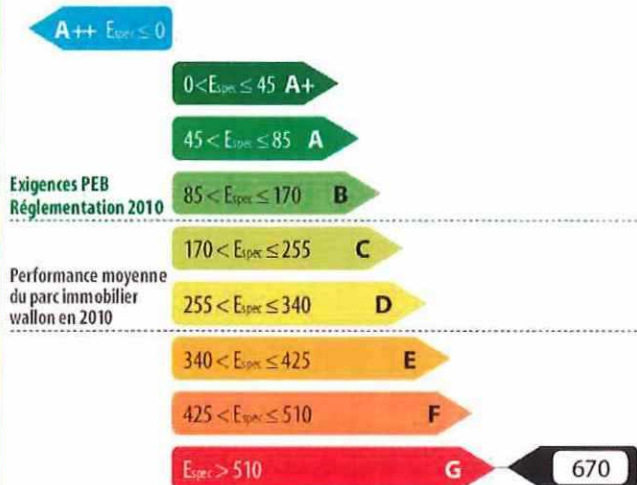 A++ Espec ≤ 0
0 < Espec ≤ 45 A+
45 < Espec ≤ 85 A
Exigences PEB
Réglementation 2010
85 < Espec ≤ 170 B
170 < Espec ≤ 255 C
Performance moyenne
du parc immobilier
wallon en 2010
255 < Espec ≤ 340 D
340 < Espec ≤ 425 E
425 < Espec ≤ 510 F
Espec > 510 G
670